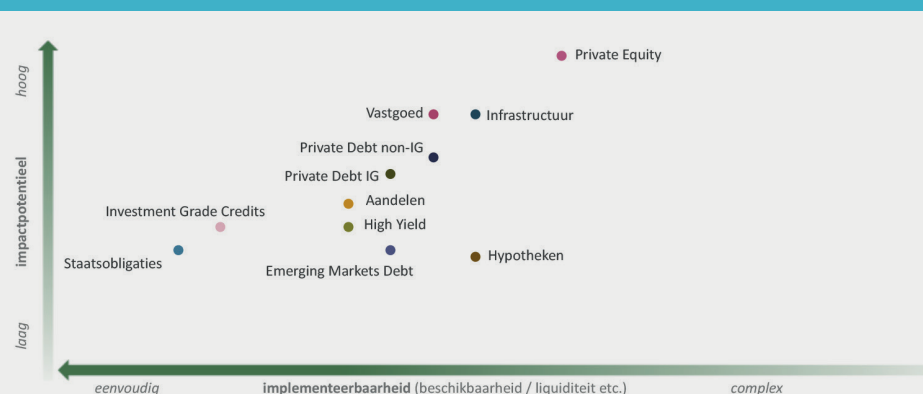 hoog
Private Equity
Vastgoed
Infrastructuur
Private Debt non-IG
Private Debt IG
Aandelen
Investment Grade Credits
High Yield
Staatsobligaties
Emerging Markets Debt
Hypotheken
impactpotentieel
laag
eenvoudig
implementeerbaarheid (beschikbaarheid / liquiditeit etc.)
complex